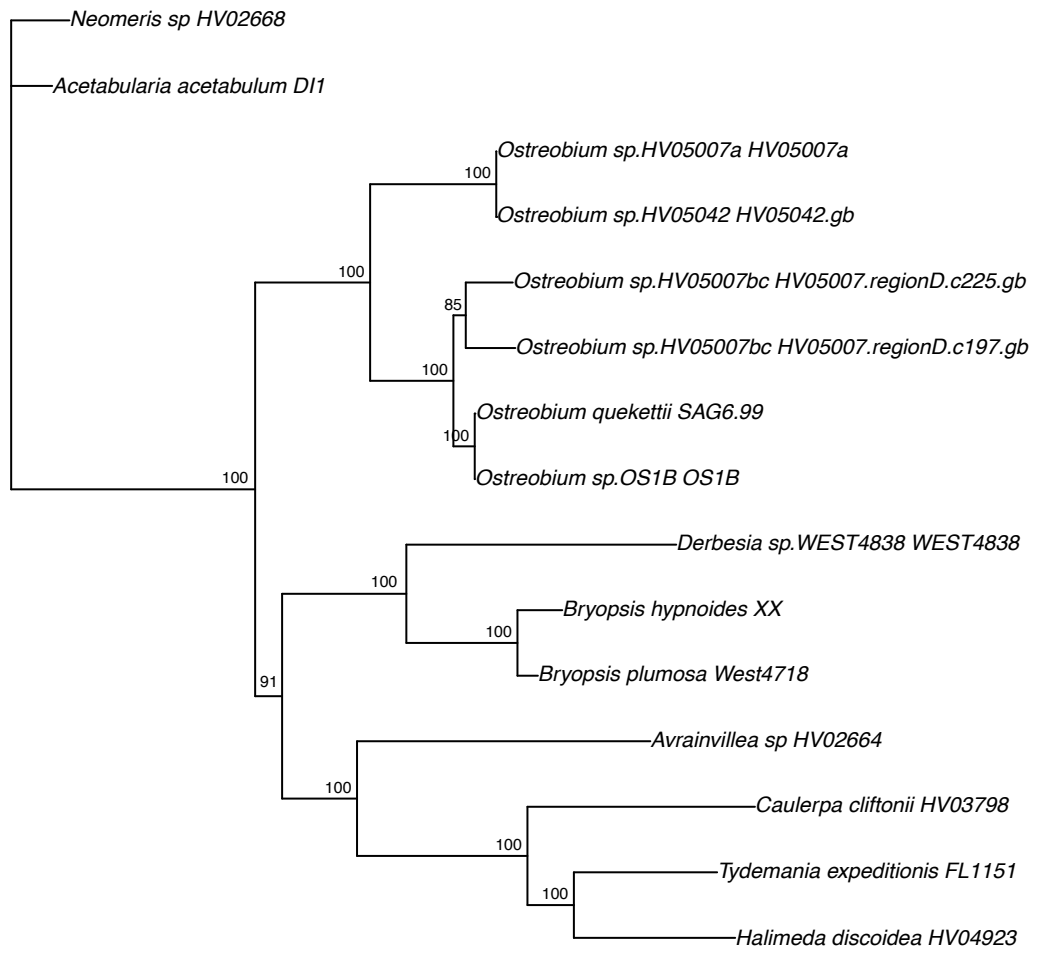 Neomeris sp HV02668
Acetabularia acetabulum DI1
Ostreobium sp.HV05007a HV05007a
100
Ostreobium sp.HV05042 HV05042.gb
100
Ostreobium sp.HV05007bc HV05007.regionD.c225.gb
85
Ostreobium sp.HV05007bc HV05007.regionD.c197.gb
100
Ostreobium quekettii SAG6.99
100
Ostreobium sp.OS1B OS1B
100
Derbesia sp.WEST4838 WEST4838
100
Bryopsis hypnoides XX
100
Bryopsis plumosa West4718
91
Avrainvillea sp HV02664
100
Caulerpa cliftonii HV03798
100
Tydemania expeditionis FL1151
100
Halimeda discoidea HV04923